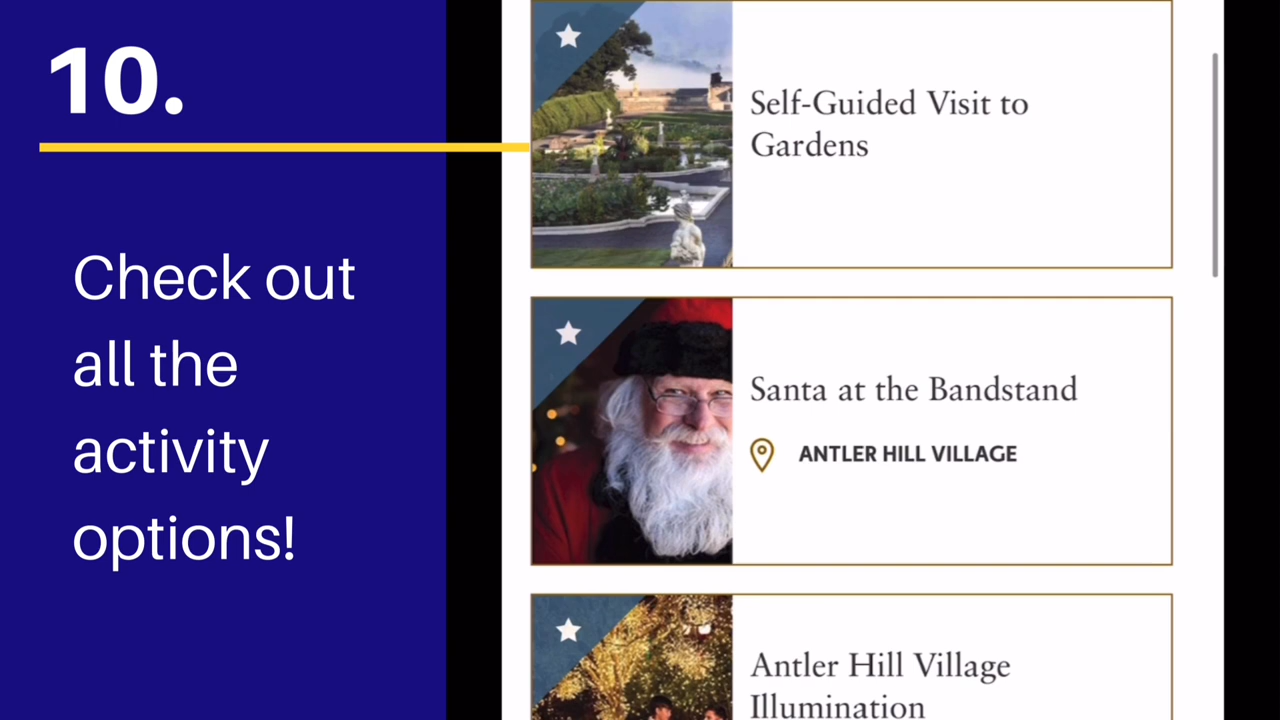 10.
Check out
all the
activity
options!
Self-Guided Visit to
Gardens
Santa at the Bandstand
ANTLER HILL VILLAGE
Antler Hill Village
Illumination